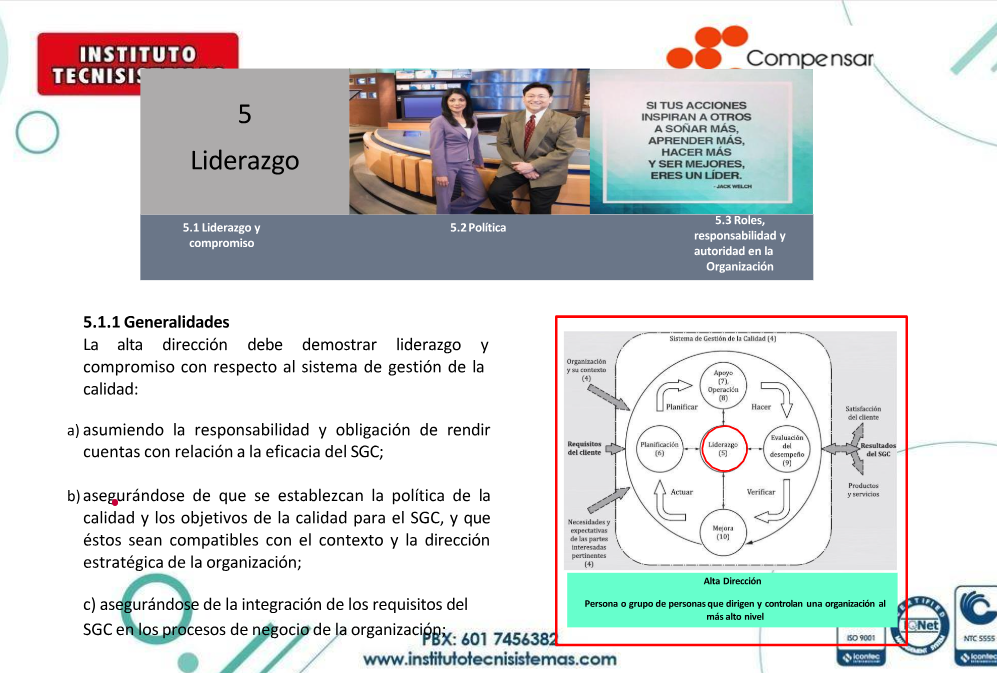 INSTITUTO
Compensar
5
Liderazgo
SI TUS ACCIONES
INSPIRAN A OTROS
A SOÑAR MÁS,
APRENDER MÁS,
HACER MÁS
Y SER MEJORES,
ERES UN LÍDER.
- JACK WELCH
5.1 Liderazgo y
compromiso
5.2 Política
5.3 Roles,
responsabilidad y
autoridad en la
Organización
5.1.1 Generalidades
La alta dirección debe demostrar liderazgo y
compromiso con respecto al sistema de gestión de la
calidad:
a) asumiendo la responsabilidad y obligación de rendir
cuentas con relación a la eficacia del SGC;
b) asegurándose de que se establezcan la política de la
calidad y los objetivos de la calidad para el SGC, y que
éstos sean compatibles con el contexto y la dirección
estratégica de la organización;
c) asegurándose de la integración de los requisitos del
SGC en los procesos de negocio de la organización;
Sistema de Gestión de la Calidad (4)
Organización
y su contexto
(4)
Apoyo
(7),
Operación
(8)
Planificar
Hacer
Satisfacción
del cliente
Requisitos
del cliente
Planificación
(6)
Liderazgo
(5)
Evaluación
del
desempeño
(9)
Resultados
del SGC
Actuar
Verificar
Productos
y servicios
Necesidades y
expectativas
de las partes
interesadas
pertinentes
(4)
Mejora
(10)
Alta Dirección
Persona o grupo de personas que dirigen y controlan una organización al
más alto nivel
PBX: 601 7456382
www.institutotecnisistemas.com
ISO 9001
icontec
IQNet
NTC 5555
icontec